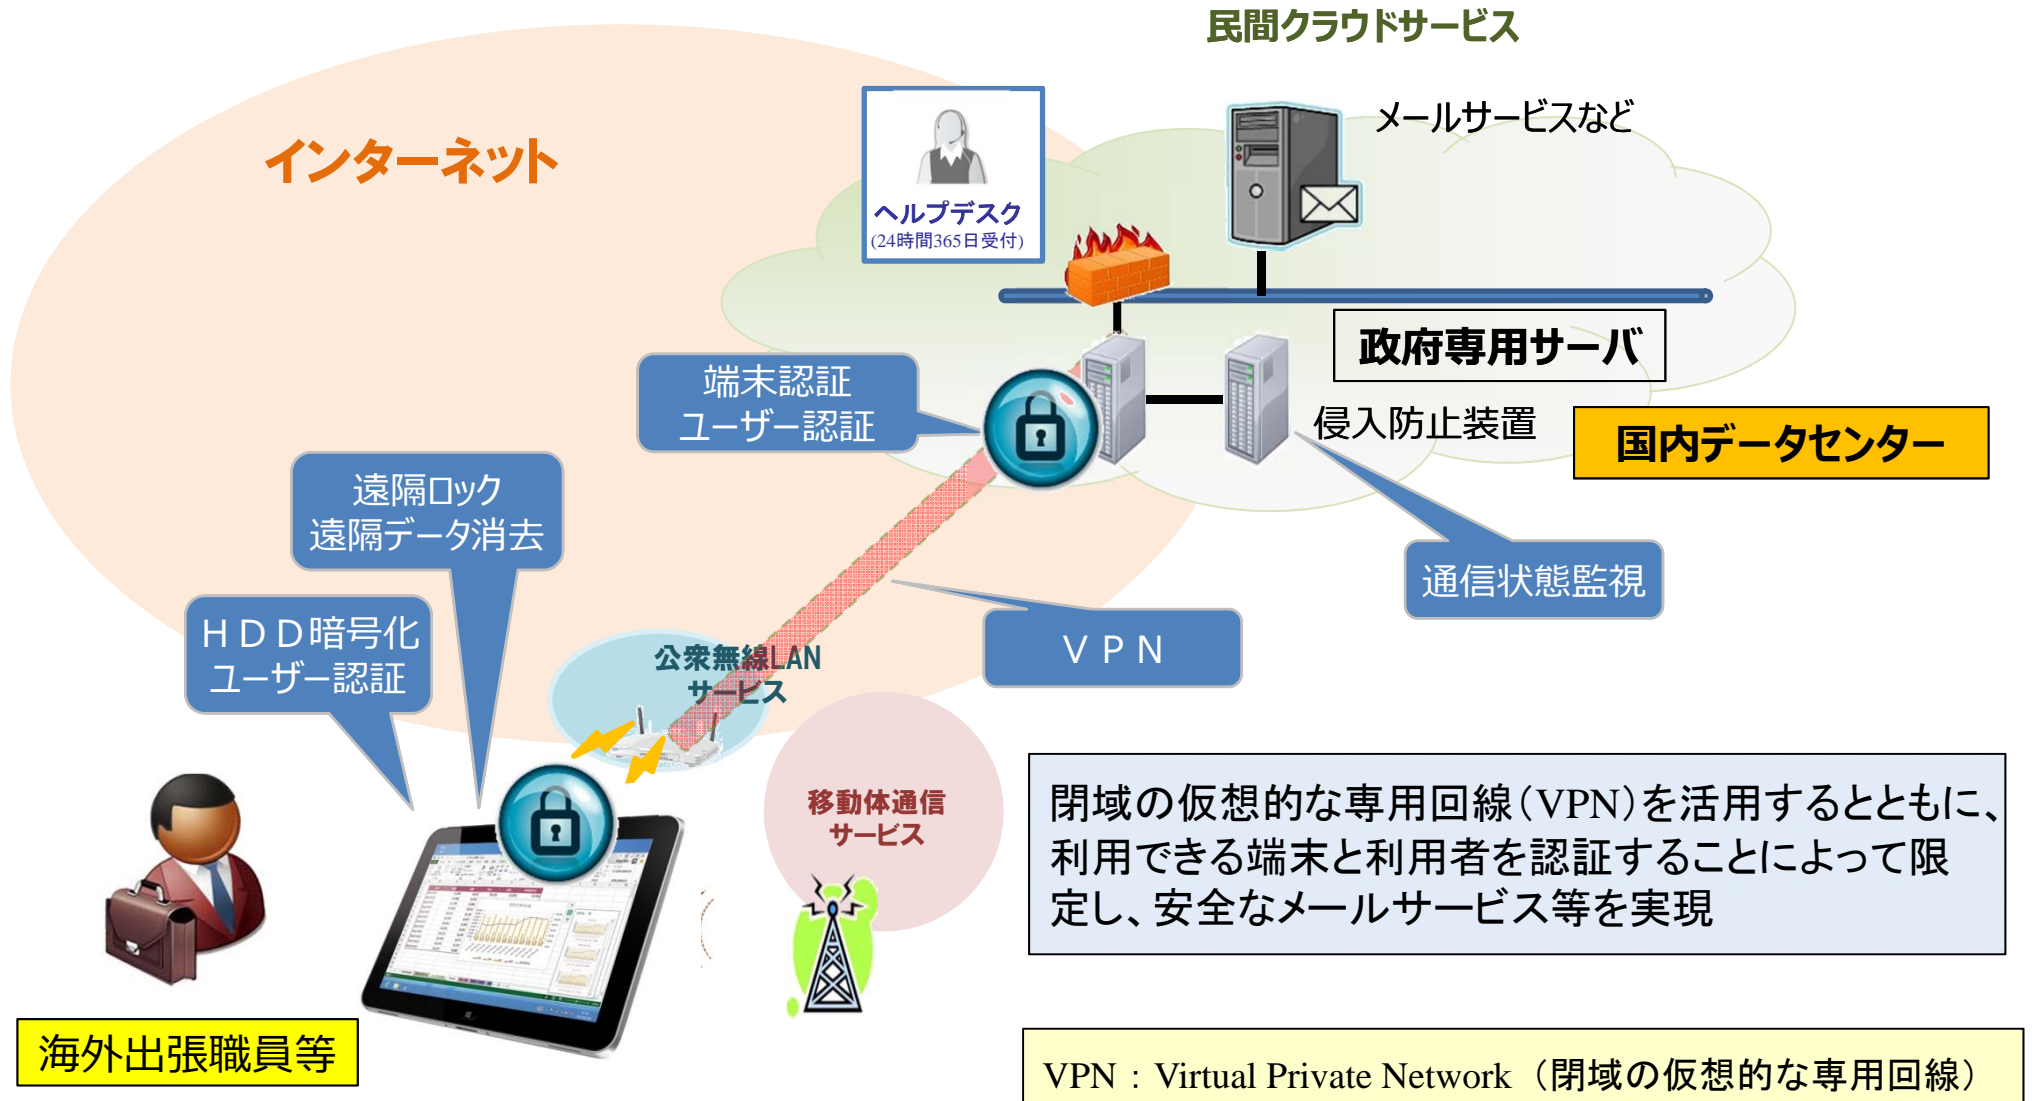 民間クラウドサービス
メールサービスなど
インターネット
ヘルプデスク
(24時間365日受付)
政府専用サーバ
端末認証
ユーザー認証
侵入防止装置
国内データセンター
遠隔ロック
遠隔データ消去
通信状態監視
ＨＤＤ暗号化
ユーザー認証
公衆無線LAN
サービス
ＶＰＮ
移動体通信
サービス
閉域の仮想的な専用回線（VPN）を活用するとともに、
利用できる端末と利用者を認証することによって限
定し、安全なメールサービス等を実現
海外出張職員等
VPN：Virtual Private Network（閉域の仮想的な専用回線）